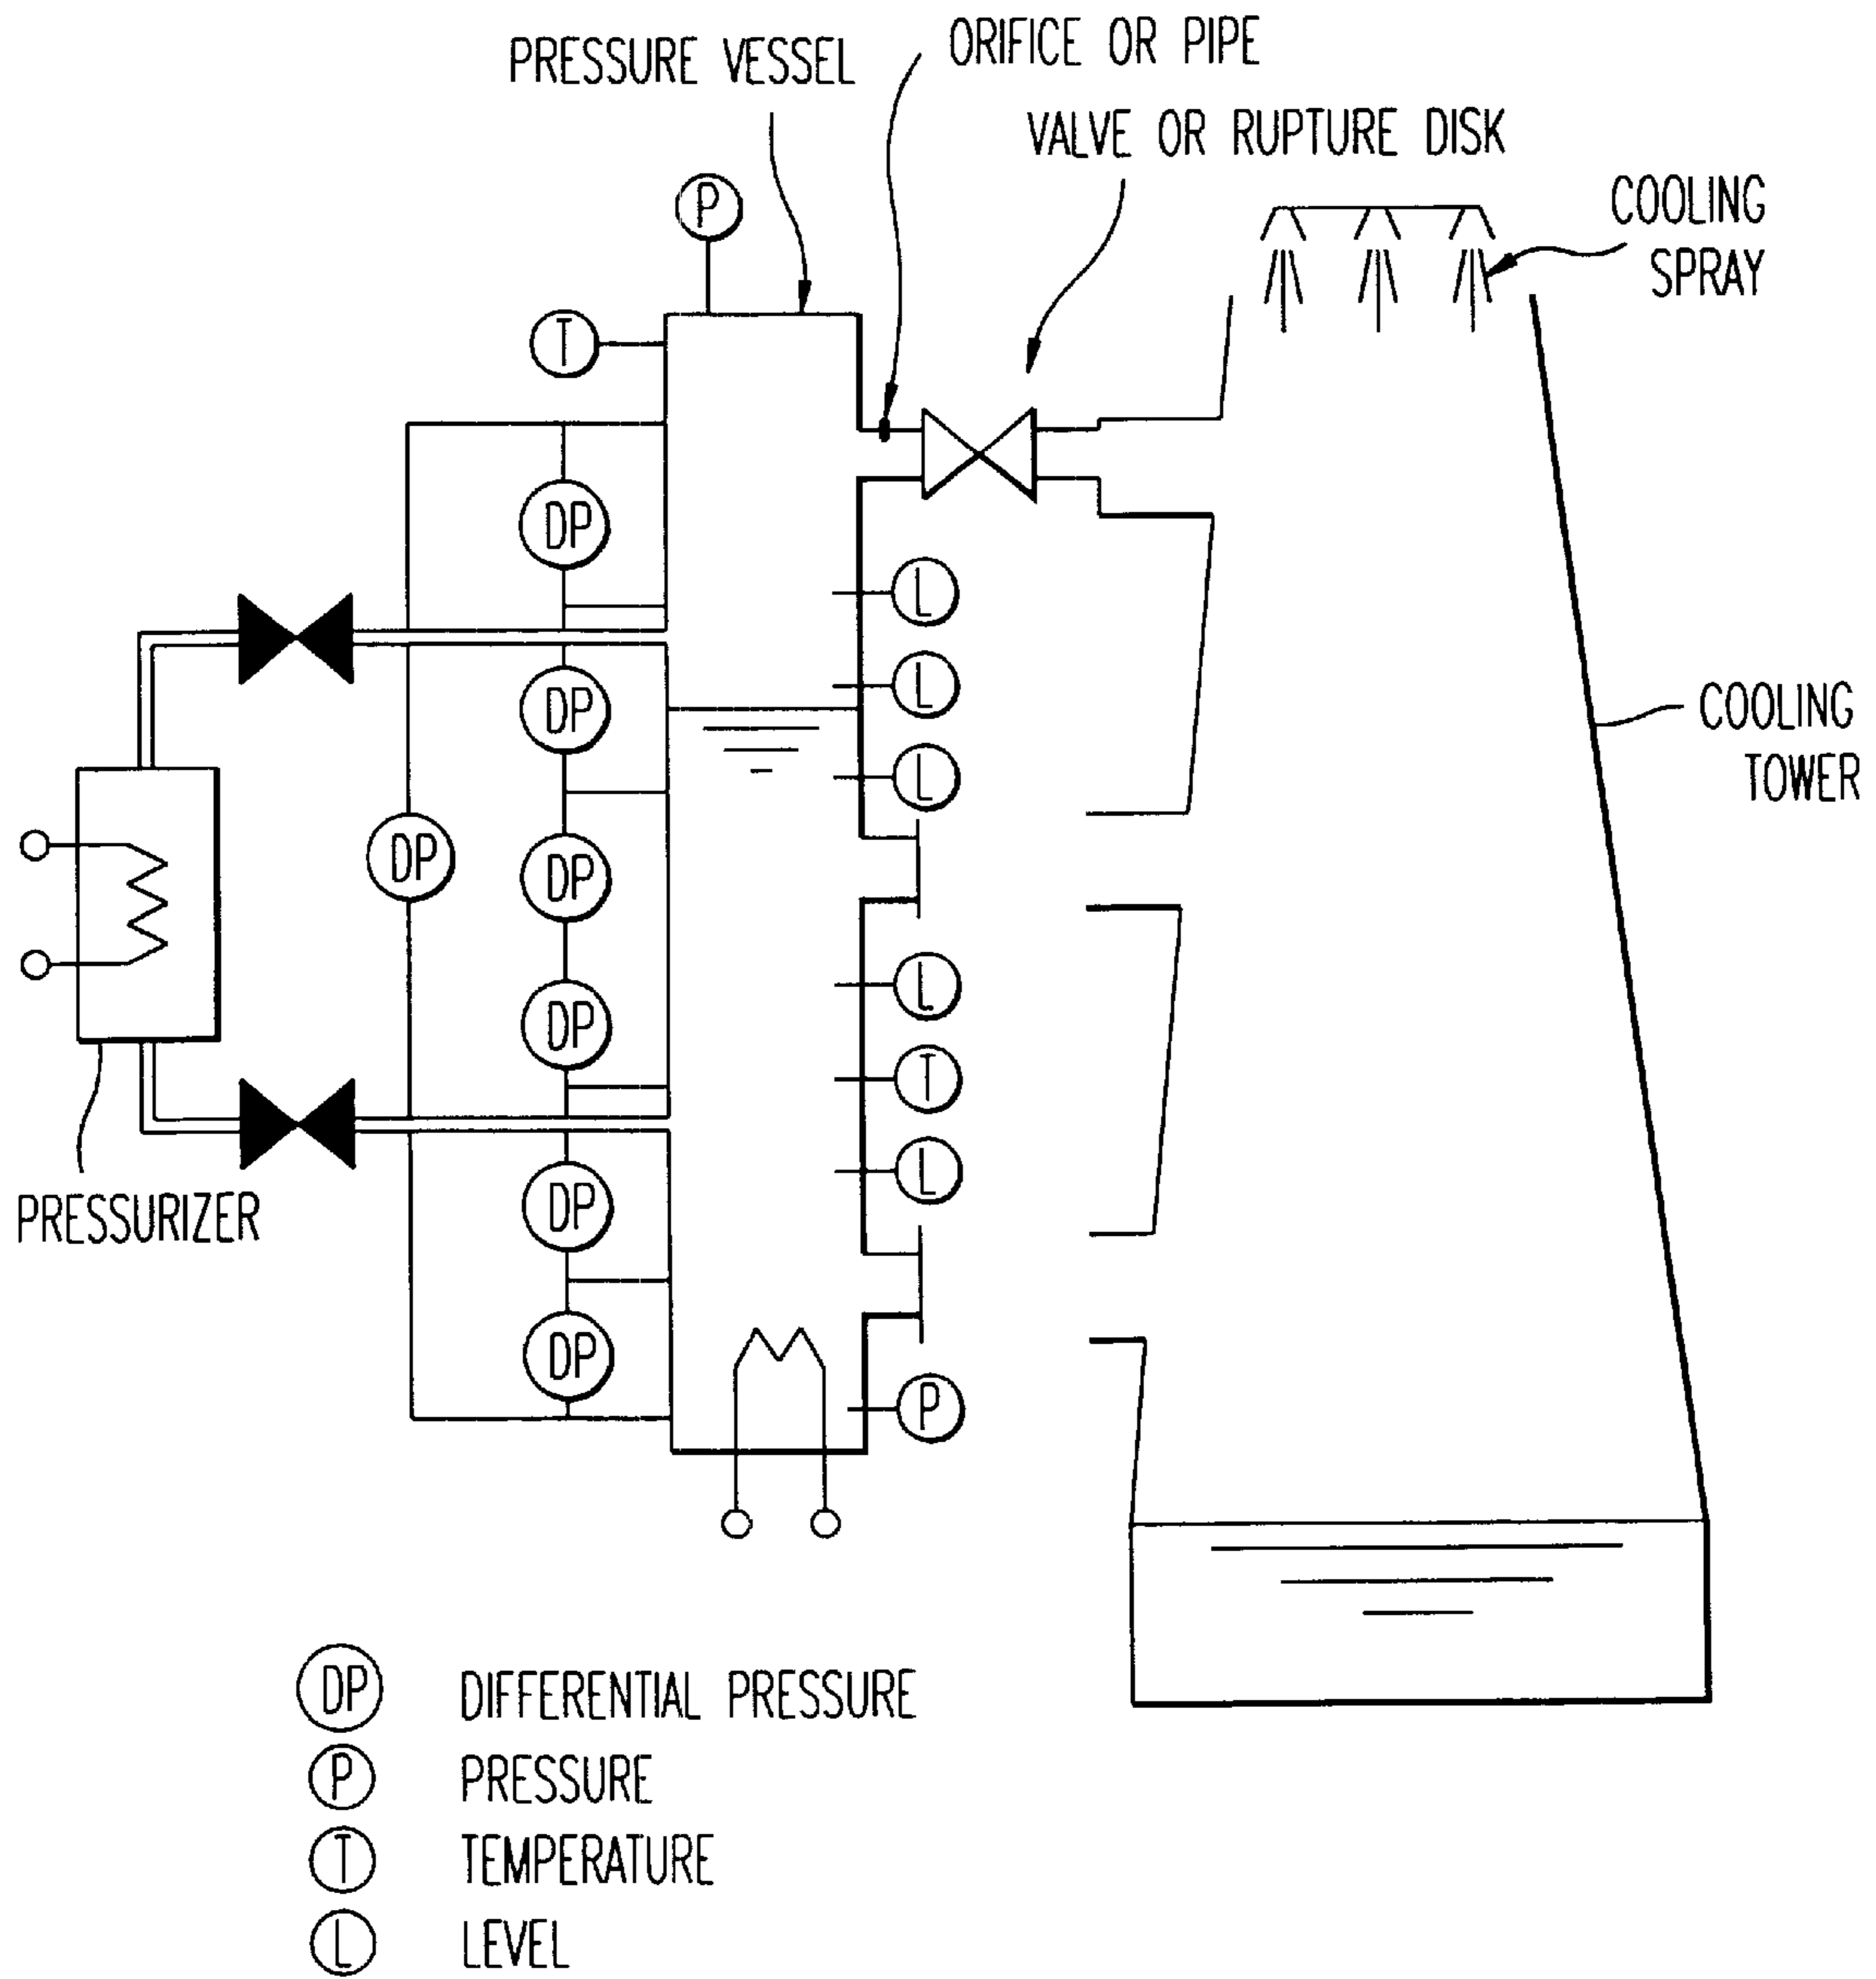 PRESSURE VESSEL
ORIFICE OR PIPE
VALVE OR RUPTURE DISK
COOLING
SPRAY
P
T
DP
L
DP
L
L
DP
DP
COOLING
TOWER
L
DP
T
L
DP
PRESSURIZER
DP
P
DP DIFFERENTIAL PRESSURE
P PRESSURE
T TEMPERATURE
L LEVEL